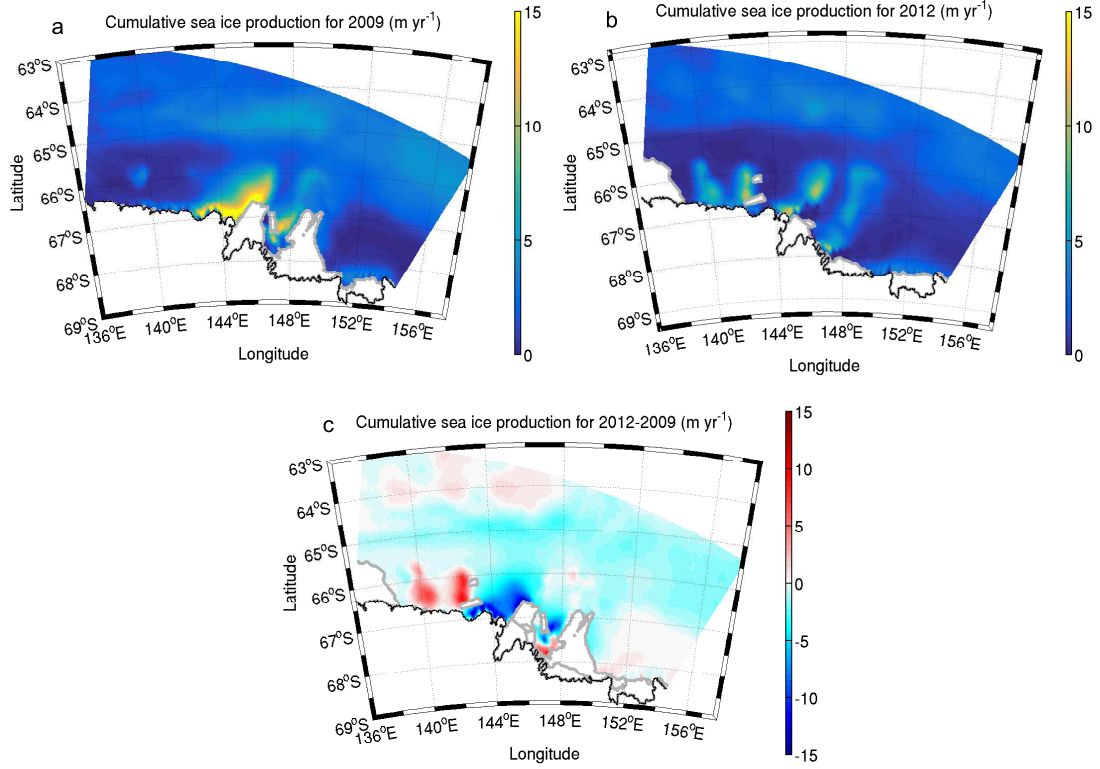 a
Cumulative sea ice production for 2009 (m yr-1)
63°S
64°S
65°S
66°S
67°S
68°S
69°S
136°E
140°E
144°E
148°E
152°E
156°E
Latitude
Longitude
15
10
5
0
b
Cumulative sea ice production for 2012 (m yr-1)
63°S
64°S
65°S
66°S
67°S
68°S
69°S
136°E
140°E
144°E
148°E
152°E
156°E
Latitude
Longitude
15
10
5
0
c
Cumulative sea ice production for 2012-2009 (m yr-1)
63°S
64°S
65°S
66°S
67°S
68°S
69°S
136°E
140°E
144°E
148°E
152°E
156°E
Latitude
Longitude
15
10
5
0
-5
-10
-15